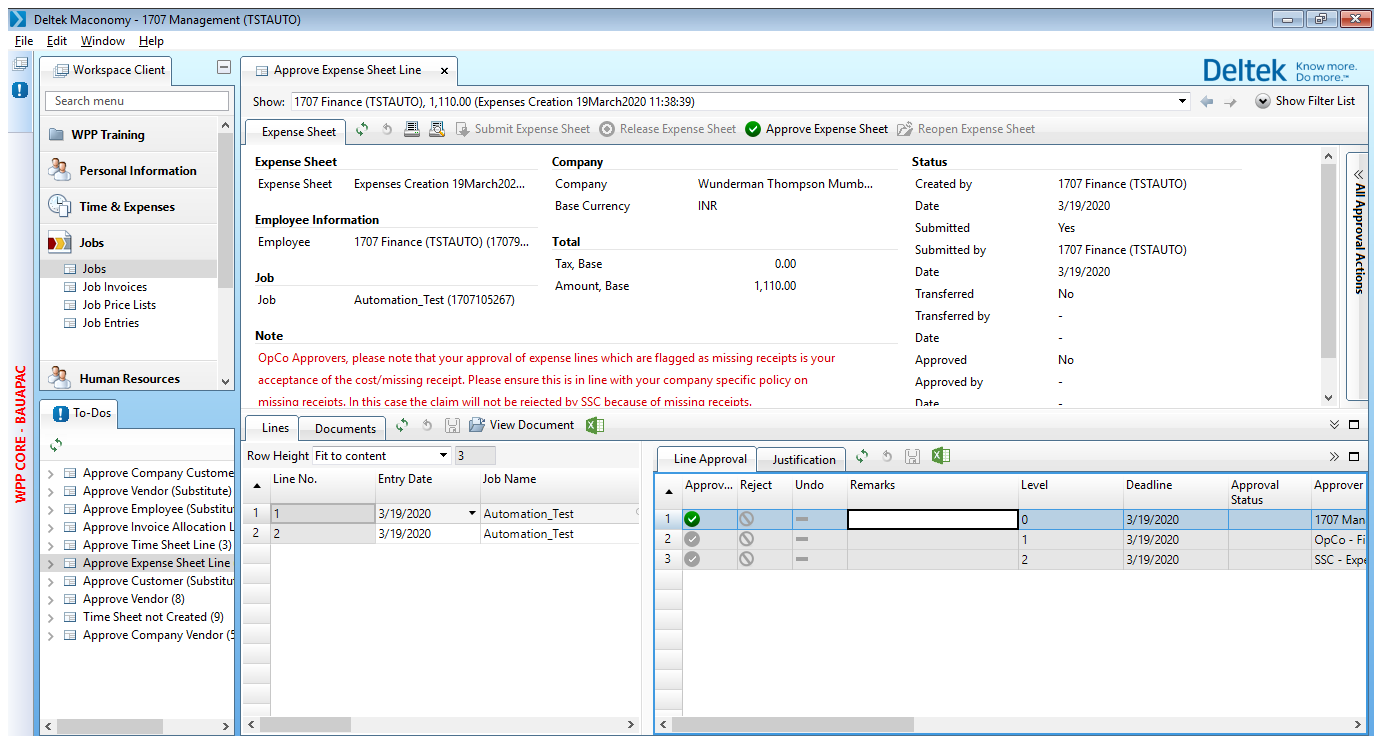 Deltek Maconomy - 1707 Management (TSTAUTO)
File Edit Window Help
Workspace Client
Search menu
WPP Training
Personal Information
Time & Expenses
Jobs
Jobs
Job Invoices
Job Price Lists
Job Entries
Human Resources
WPP CORE - BAUAPAC
To-Dos
Approve Company Custome
Approve Vendor (Substitute)
Approve Employee (Substitu
Approve Invoice Allocation L
Approve Time Sheet Line (3)
Approve Expense Sheet Line
Approve Customer (Substitu
Approve Vendor (8)
Time Sheet not Created (9)
Approve Company Vendor (5
Approve Expense Sheet Line
Deltek Know more. Do more.™
Show: 1707 Finance (TSTAUTO), 1,110.00 (Expenses Creation 19March2020 11:38:39)
Show Filter List
Expense Sheet
Submit Expense Sheet Release Expense Sheet Approve Expense Sheet Reopen Expense Sheet
Expense Sheet
Expense Sheet Expenses Creation 19March202...
Employee Information
Employee 1707 Finance (TSTAUTO) (17079...
Job
Job Automation_Test (1707105267)
Note
OpCo Approvers, please note that your approval of expense lines which are flagged as missing receipts is your
acceptance of the cost/missing receipt. Please ensure this is in line with your company specific policy on
missing receipts. In this case the claim will not be rejected by SSC because of missing receipts.
Company
Company Wunderman Thompson Mumb...
Base Currency INR
Total
Tax, Base 0.00
Amount, Base 1,110.00
Status
Created by 1707 Finance (TSTAUTO)
Date 3/19/2020
Submitted Yes
Submitted by 1707 Finance (TSTAUTO)
Date 3/19/2020
Transferred No
Transferred by -
Date -
Approved No
Approved by -
Date -
All Approval Actions
Lines Documents View Document
Row Height Fit to content 3
Line No. Entry Date Job Name
1 1 3/19/2020 Automation_Test
2 2 3/19/2020 Automation_Test
Line Approval Justification
Approv... Reject Undo Remarks Level Deadline Approval Status Approver
1 0 3/19/2020 1707 Man
2 1 3/19/2020 OpCo - Fi
3 2 3/19/2020 SSC - Expe